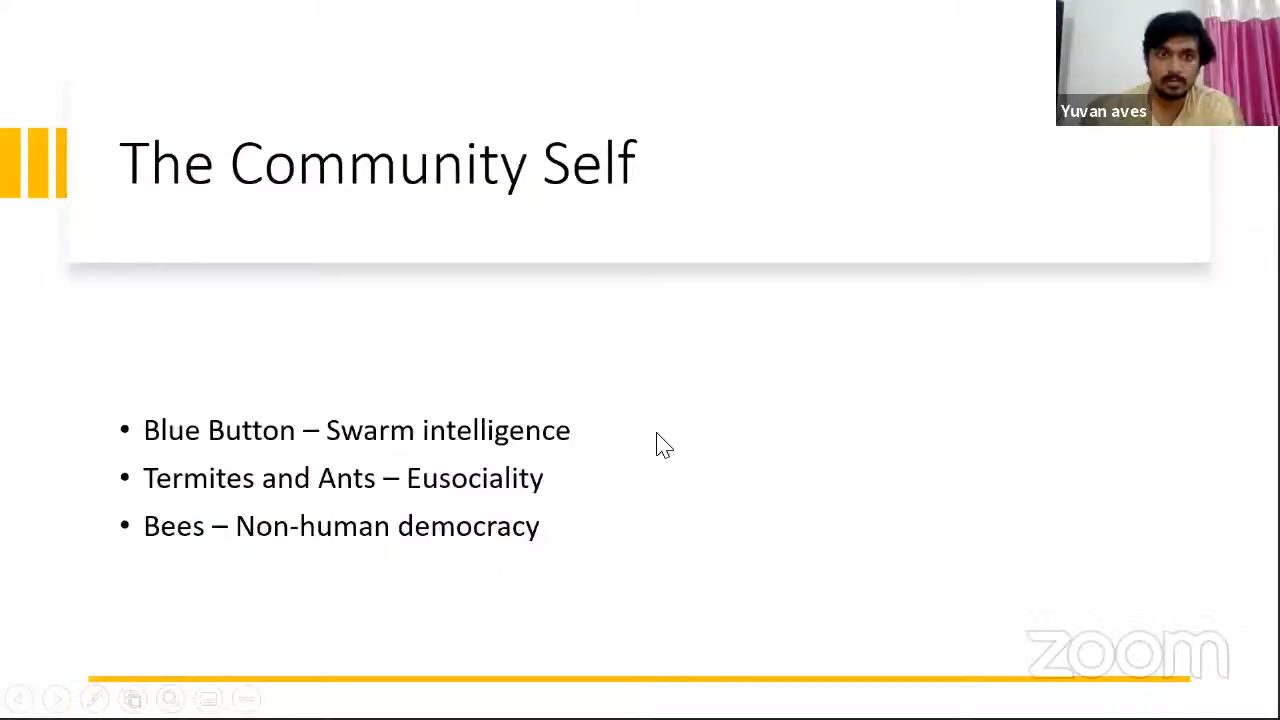 Yuvan aves
The Community Self
• Blue Button – Swarm intelligence
• Termites and Ants – Eusociality
• Bees – Non-human democracy
zoom